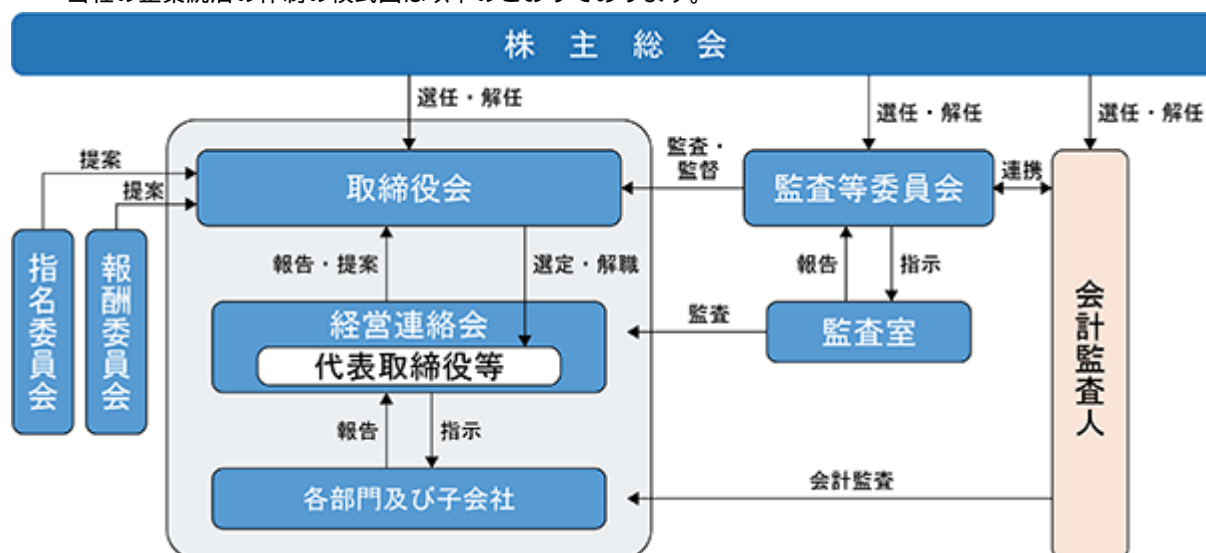 株主総会
選任・解任
選任・解任
選任・解任
提案
提案
監査・
監督
取締役会
監査等委員会
連携
指名委員会
報酬委員会
報告・提案
選定・解職
報告
指示
経営連絡会
代表取締役等
監査
監査室
会計監査人
報告
指示
会計監査
各部門及び子会社